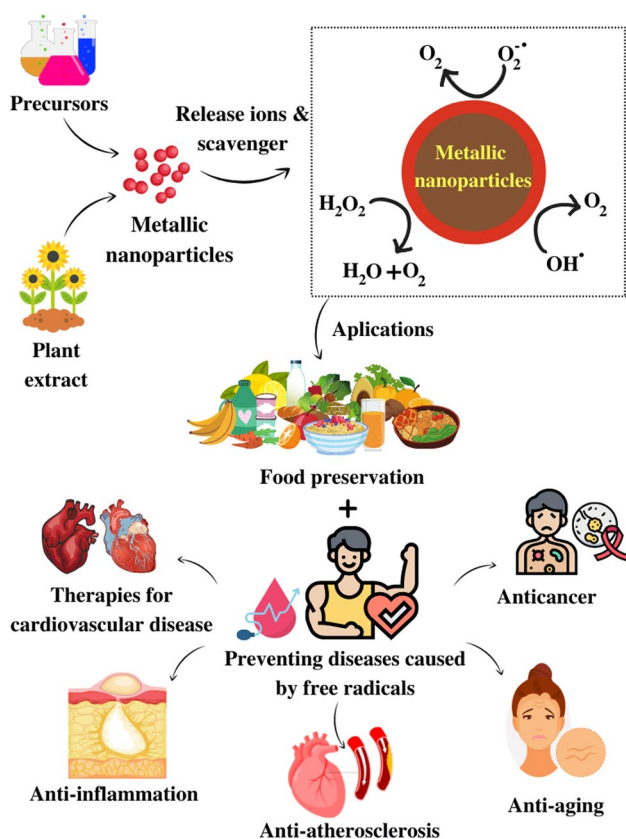 Precursors
Release ions &
scavenger
Metallic
nanoparticles
Plant
extract
O₂
O₂⁻•
Metallic
nanoparticles
H₂O₂
H₂O + O₂
O₂
OH•
Aplications
Food preservation
+
Therapies for
cardiovascular disease
Anticancer
Preventing diseases caused
by free radicals
Anti-inflammation
Anti-atherosclerosis
Anti-aging